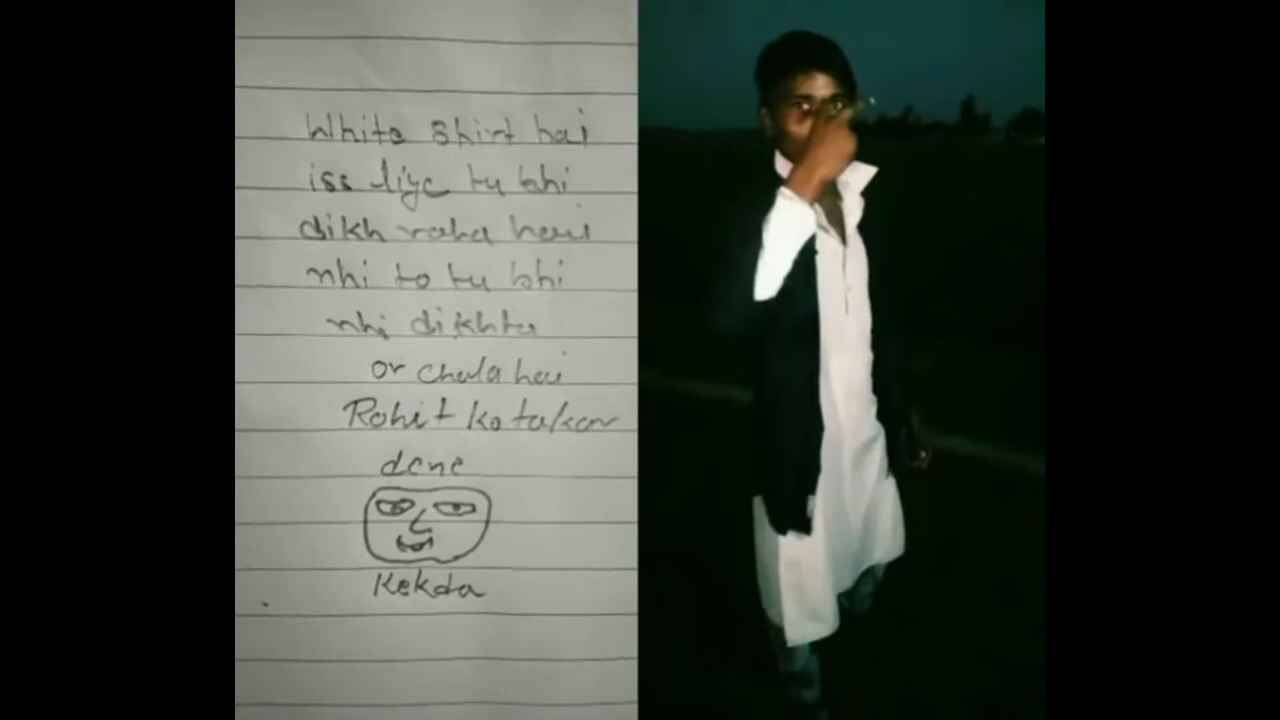 White shirt hai
iss liye tu bhi
dikh raha hai
nhi to tu bhi
nhi dikhta
or chala hai
Rohit ko takkar
dene
Kekda